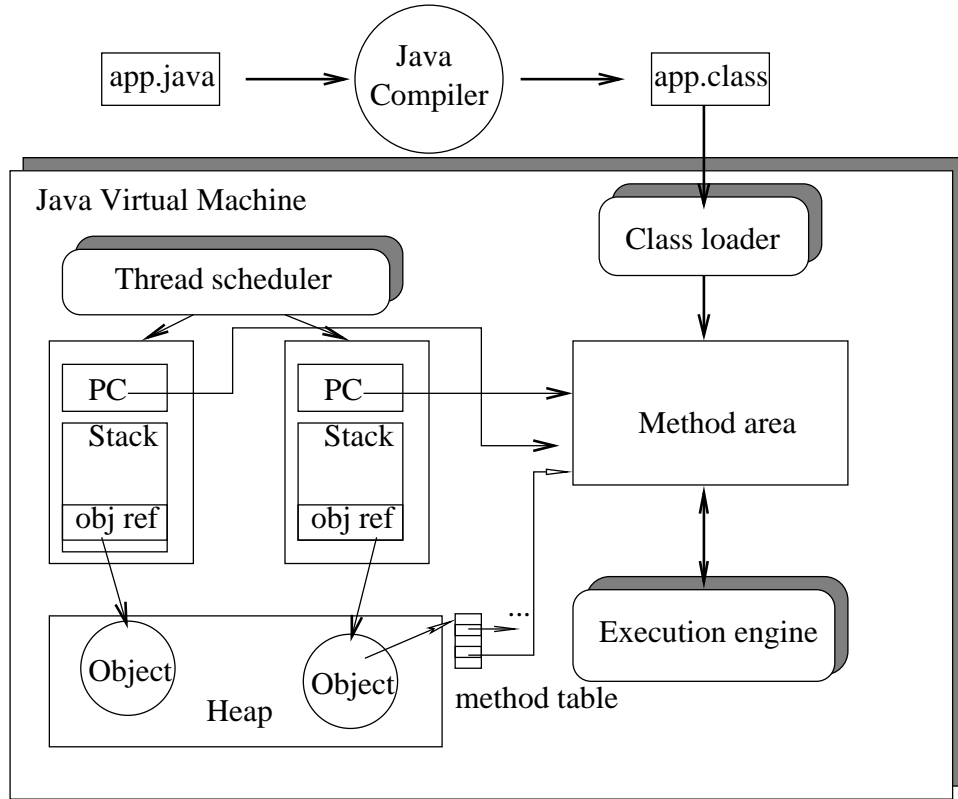 app.java
Java
Compiler
app.class
Java Virtual Machine
Class loader
Thread scheduler
PC
PC
Stack
Stack
Method area
obj ref
obj ref
...
Execution engine
Object
Object
method table
Heap